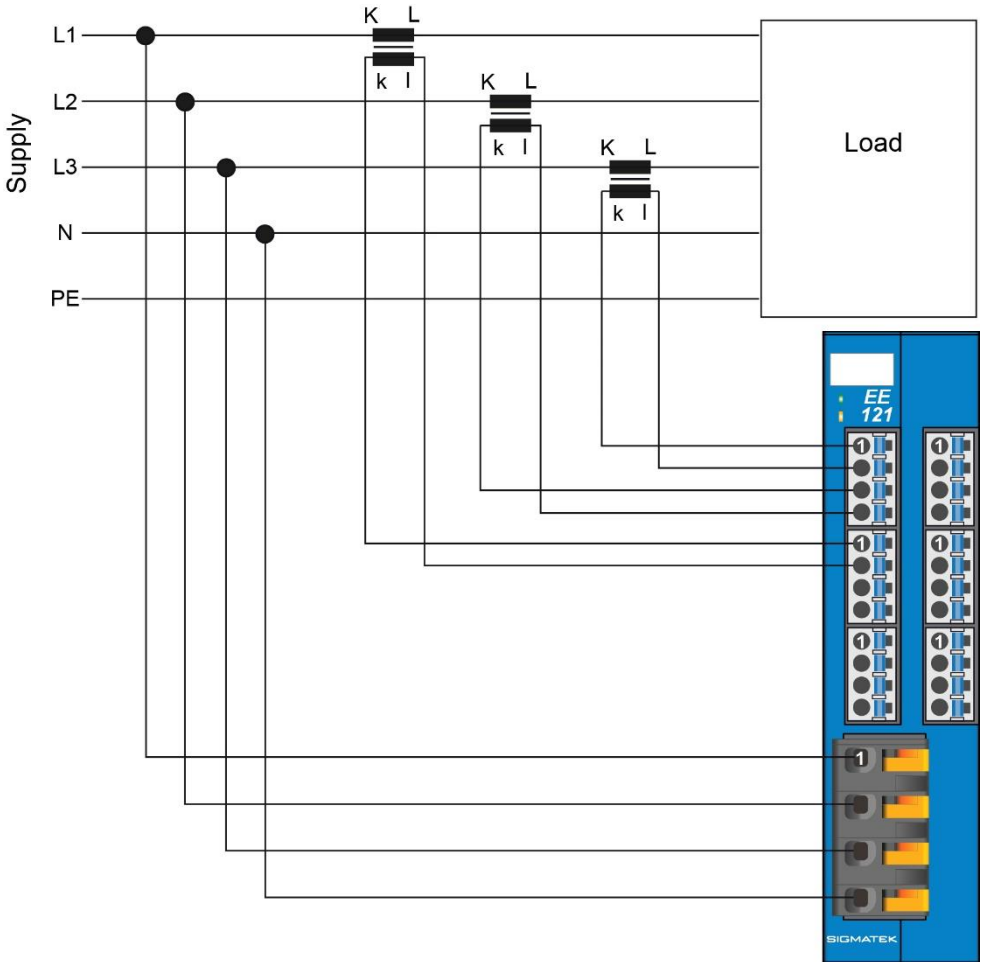 K L
L1
k l
K L
L2
k l
Supply
K L
L3
k l
N
PE
Load
EE
121
1 1
1 1
1 1
1
SIGMATEK